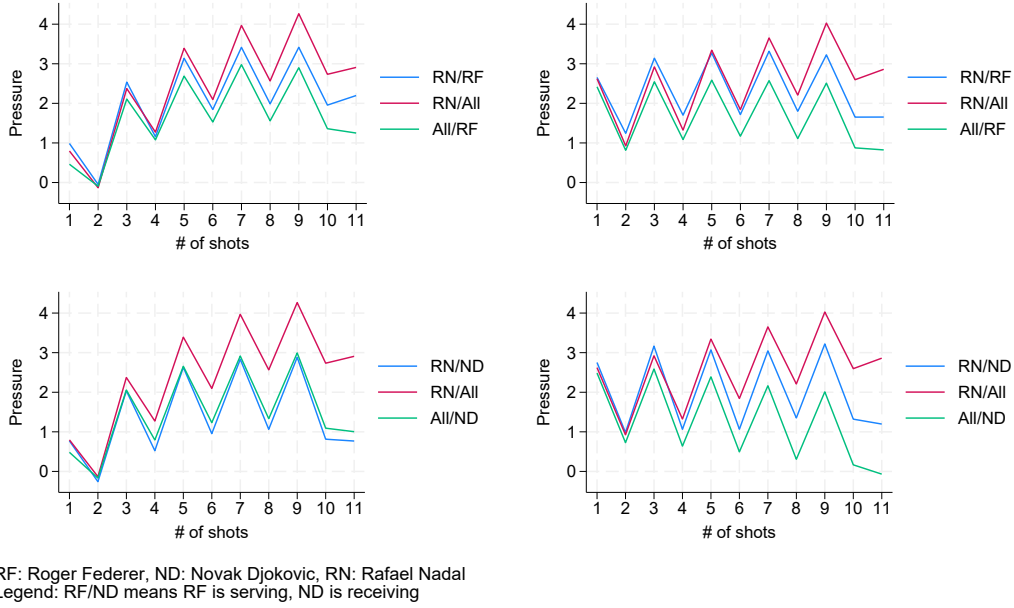 4
3
2
1
0
Pressure
1 2 3 4 5 6 7 8 9 10 11
# of shots
RN/RF
RN/All
All/RF
4
3
2
1
0
Pressure
1 2 3 4 5 6 7 8 9 10 11
# of shots
RN/RF
RN/All
All/RF
4
3
2
1
0
Pressure
1 2 3 4 5 6 7 8 9 10 11
# of shots
RN/ND
RN/All
All/ND
4
3
2
1
0
Pressure
1 2 3 4 5 6 7 8 9 10 11
# of shots
RN/ND
RN/All
All/ND
RF: Roger Federer, ND: Novak Djokovic, RN: Rafael Nadal
Legend: RF/ND means RF is serving, ND is receiving